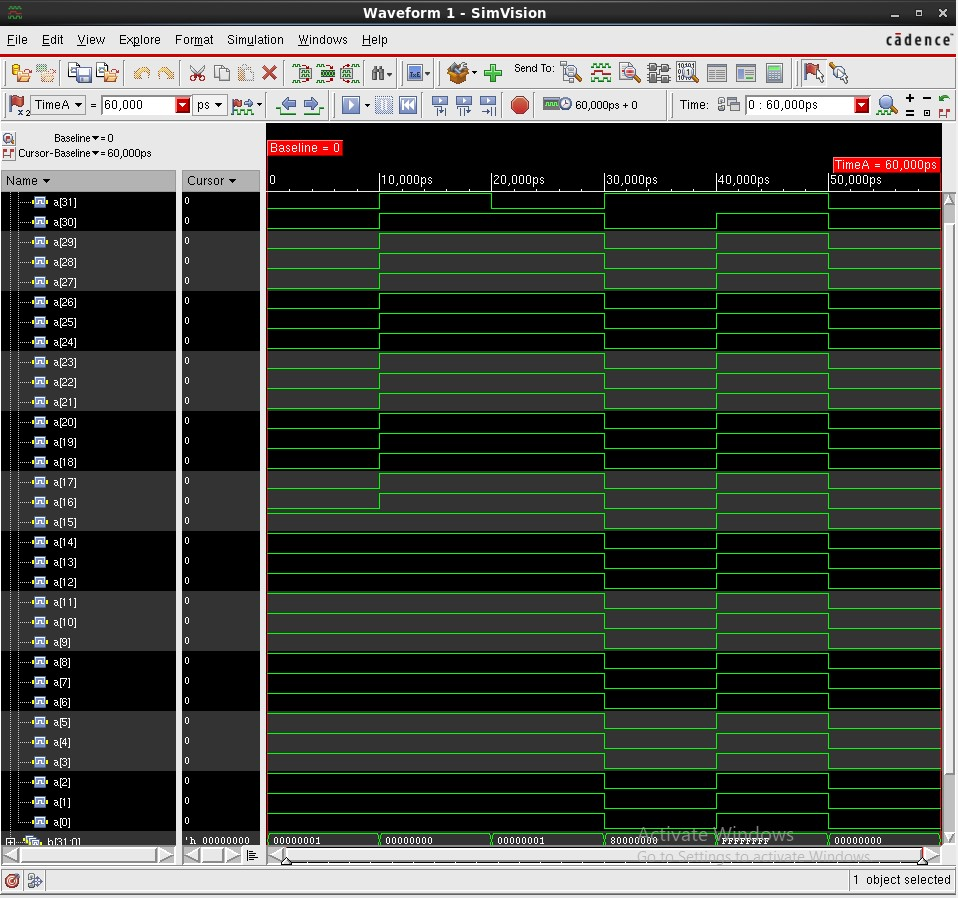 Waveform 1 - SimVision
File Edit View Explore Format Simulation Windows Help
cādence
Send To:
TimeA = 60,000 ps
60,000ps + 0
Time: 0 : 60,000ps
Baseline = 0
Cursor-Baseline = 60,000ps
Baseline = 0
TimeA = 60,000ps
Name Cursor
0 10,000ps 20,000ps 30,000ps 40,000ps 50,000ps
a[31] 0
a[30] 0
a[29] 0
a[28] 0
a[27] 0
a[26] 0
a[25] 0
a[24] 0
a[23] 0
a[22] 0
a[21] 0
a[20] 0
a[19] 0
a[18] 0
a[17] 0
a[16] 0
a[15] 0
a[14] 0
a[13] 0
a[12] 0
a[11] 0
a[10] 0
a[9] 0
a[8] 0
a[7] 0
a[6] 0
a[5] 0
a[4] 0
a[3] 0
a[2] 0
a[1] 0
a[0] 0
b[31:0] 'h 00000000 00000001 00000000 00000001 80000000 FFFFFFFF 00000000
Activate Windows
Go to Settings to activate Windows.
1 object selected